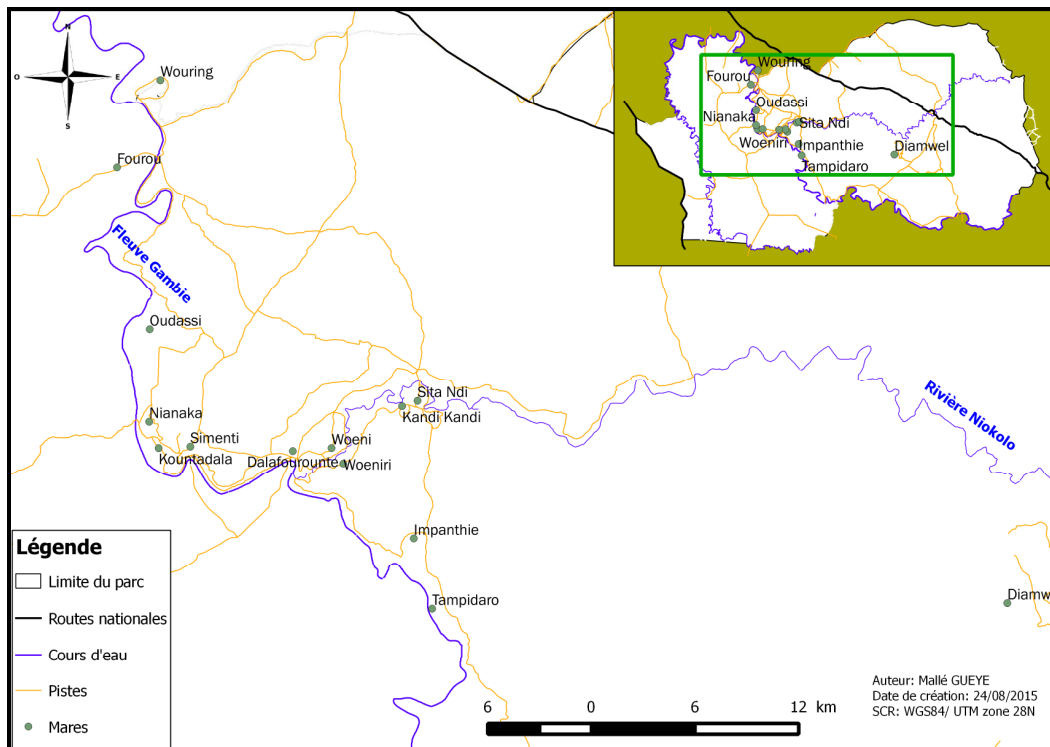 N
O
E
S
Wouring
Fourou
Fleuve Gambie
Oudassi
Nianaka
Simenti
Kountadala
Dalafourounté
Woeni
Woeniri
Sita Ndi
Kandi Kandi
Impanthie
Tampidaro
Rivière Niokolo
Diamw
Wouring
Fourou
Oudassi
Nianaka
Sita Ndi
Woeniri
Impanthie
Diamwel
Tampidaro
Légende
Limite du parc
Routes nationales
Cours d'eau
Pistes
Mares
6 0 6 12 km
Auteur: Mallé GUEYE
Date de création: 24/08/2015
SCR: WGS84/ UTM zone 28N